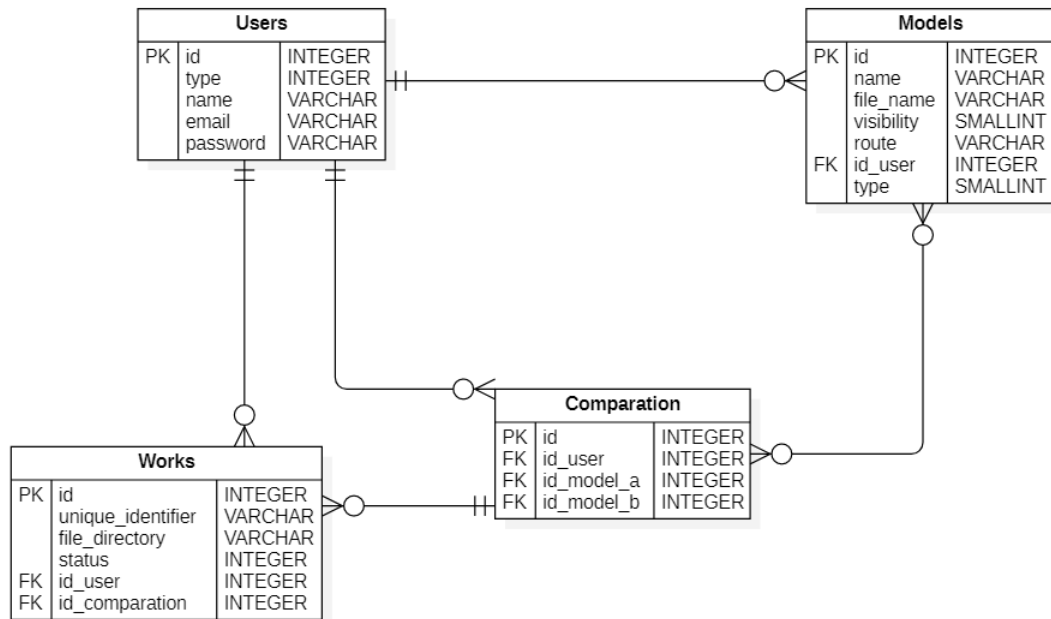 Users
PK id INTEGER
type INTEGER
name VARCHAR
email VARCHAR
password VARCHAR
Models
PK id INTEGER
name VARCHAR
file_name VARCHAR
visibility SMALLINT
route VARCHAR
FK id_user INTEGER
type SMALLINT
Comparation
PK id INTEGER
FK id_user INTEGER
FK id_model_a INTEGER
FK id_model_b INTEGER
Works
PK id INTEGER
unique_identifier VARCHAR
file_directory VARCHAR
status INTEGER
FK id_user INTEGER
FK id_comparation INTEGER